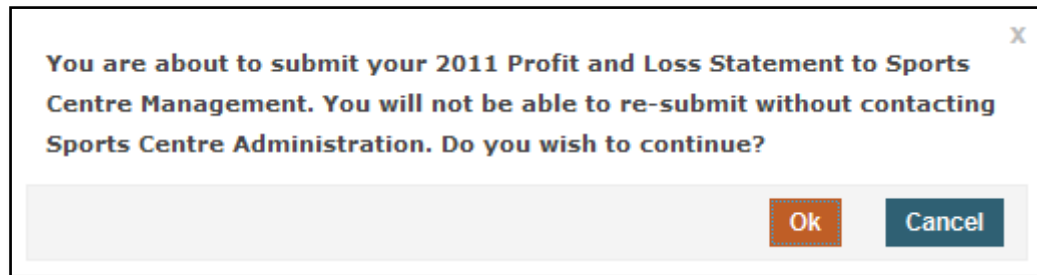 x
You are about to submit your 2011 Profit and Loss Statement to Sports
Centre Management. You will not be able to re-submit without contacting
Sports Centre Administration. Do you wish to continue?
Ok Cancel